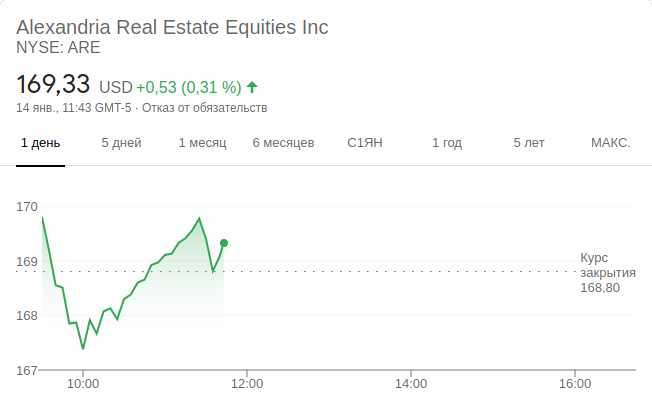 Alexandria Real Estate Equities Inc
NYSE: ARE
169,33 USD +0,53 (0,31 %)
14 янв., 11:43 GMT-5 · Отказ от обязательств
1 день 5 дней 1 месяц 6 месяцев С1ЯН 1 год 5 лет МАКС.
170
169
168
167
Курс
закрытия
168,80
10:00 12:00 14:00 16:00